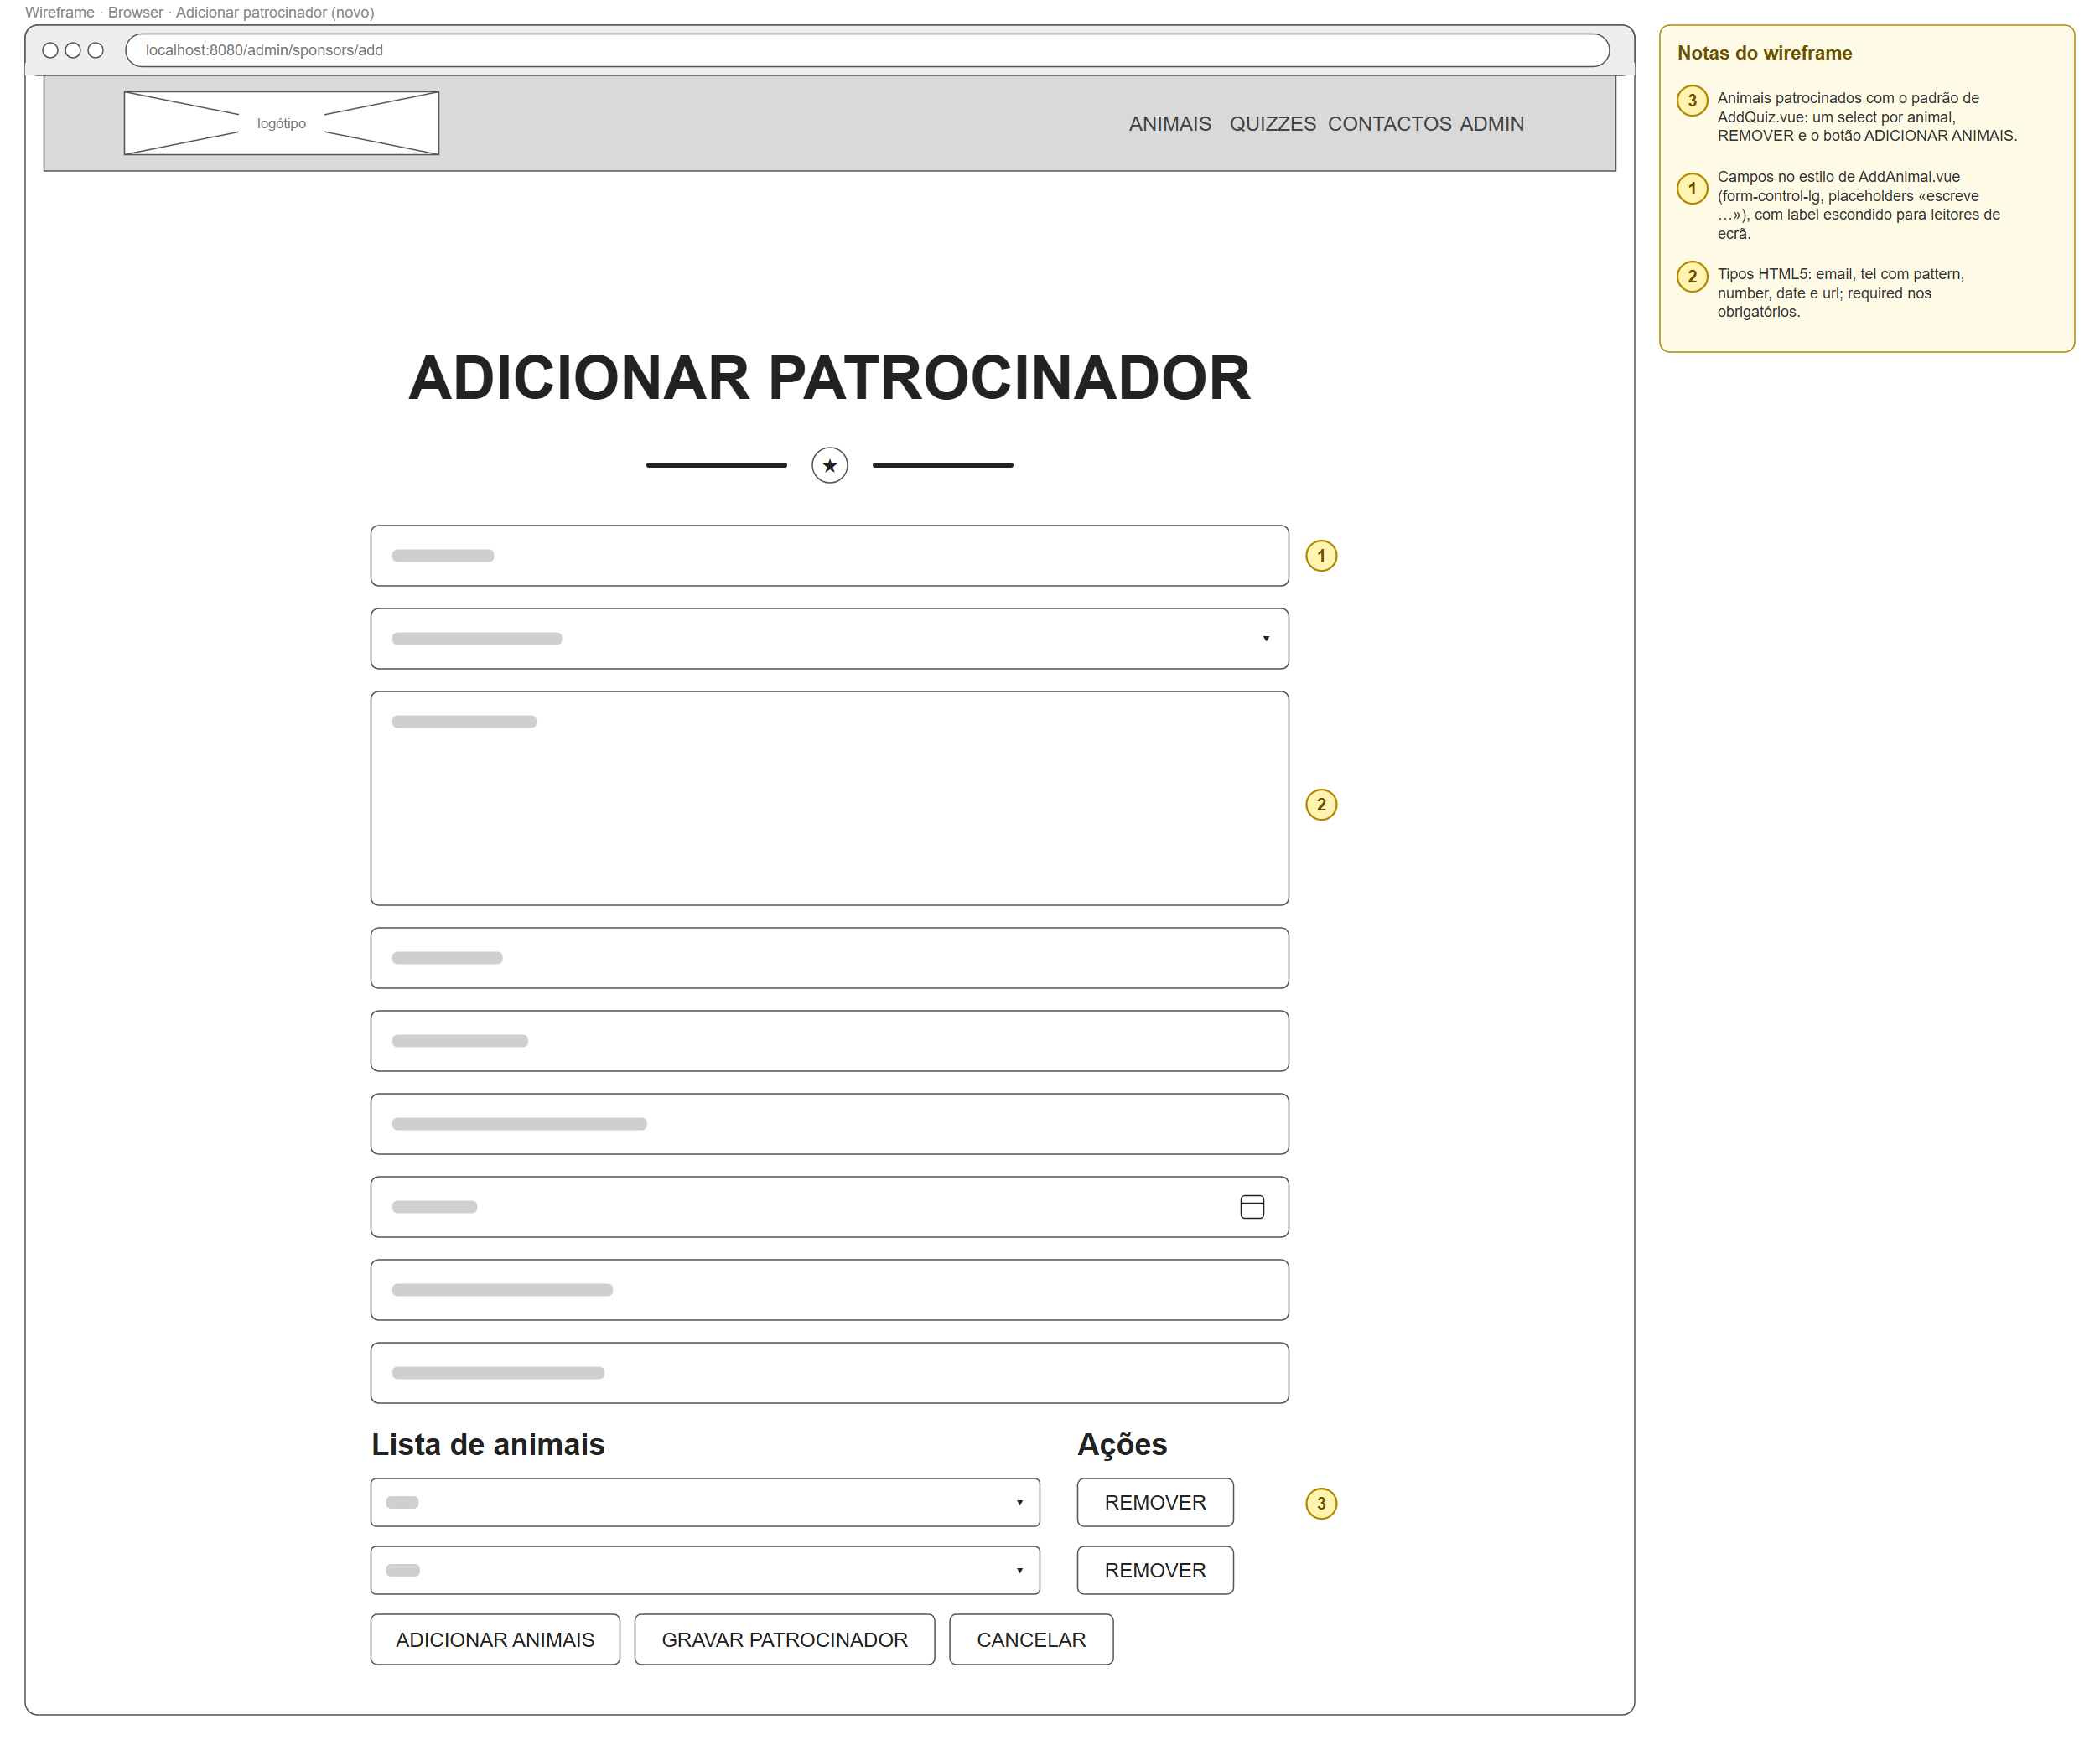 Wireframe · Browser · Adicionar patrocinador (novo)
localhost:8080/admin/sponsors/add
logótipo
ANIMAIS QUIZZES CONTACTOS ADMIN
ADICIONAR PATROCINADOR
★
1
2
Lista de animais
Ações
REMOVER
3
REMOVER
ADICIONAR ANIMAIS
GRAVAR PATROCINADOR
CANCELAR
Notas do wireframe
3
Animais patrocinados com o padrão de
AddQuiz.vue: um select por animal,
REMOVER e o botão ADICIONAR ANIMAIS.
1
Campos no estilo de AddAnimal.vue
(form-control-lg, placeholders «escreve
…»), com label escondido para leitores de
ecrã.
2
Tipos HTML5: email, tel com pattern,
number, date e url; required nos
obrigatórios.